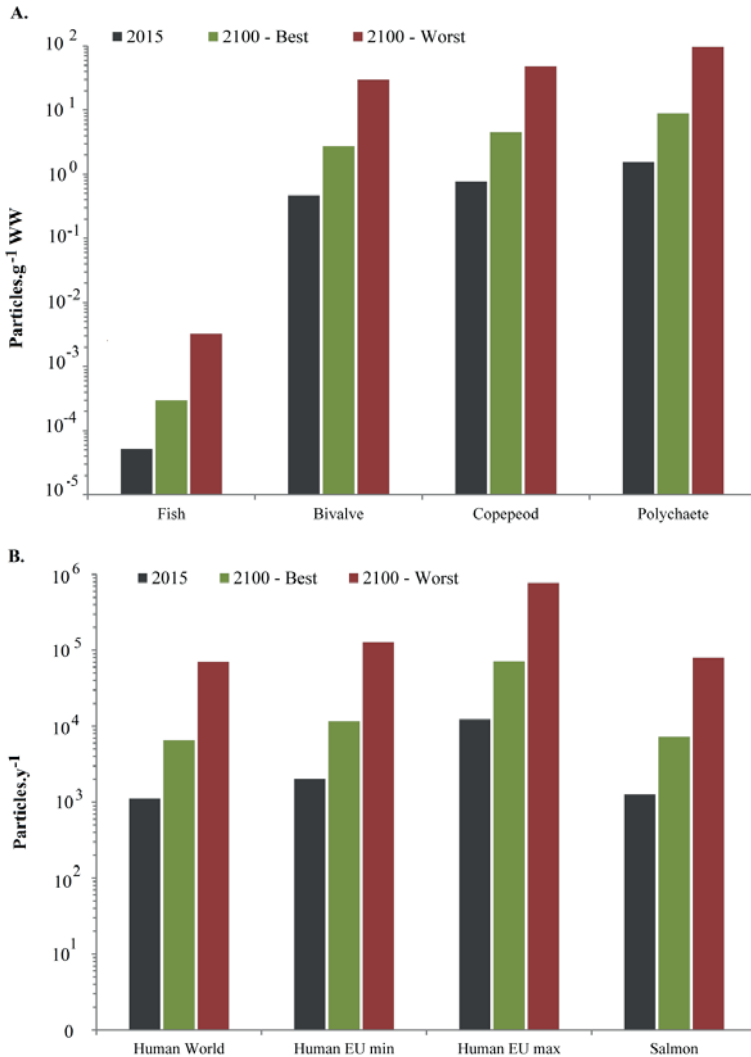 A.
2015 2100 - Best 2100 - Worst
10²
10¹
10⁰
10⁻¹
10⁻²
10⁻³
10⁻⁴
10⁻⁵
Particles.g⁻¹ WW
Fish Bivalve Copepeod Polychaete
B.
2015 2100 - Best 2100 - Worst
10⁶
10⁵
10⁴
10³
10²
10¹
0
Particles.y⁻¹
Human World Human EU min Human EU max Salmon